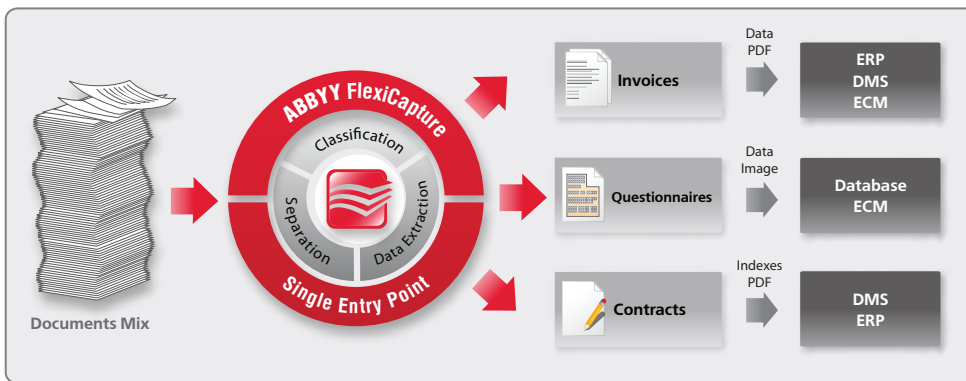 Documents Mix
ABBYY FlexiCapture
Classification
Separation
Data Extraction
Single Entry Point
Invoices
Data
PDF
ERP
DMS
ECM
Questionnaires
Data
Image
Database
ECM
Contracts
Indexes
PDF
DMS
ERP